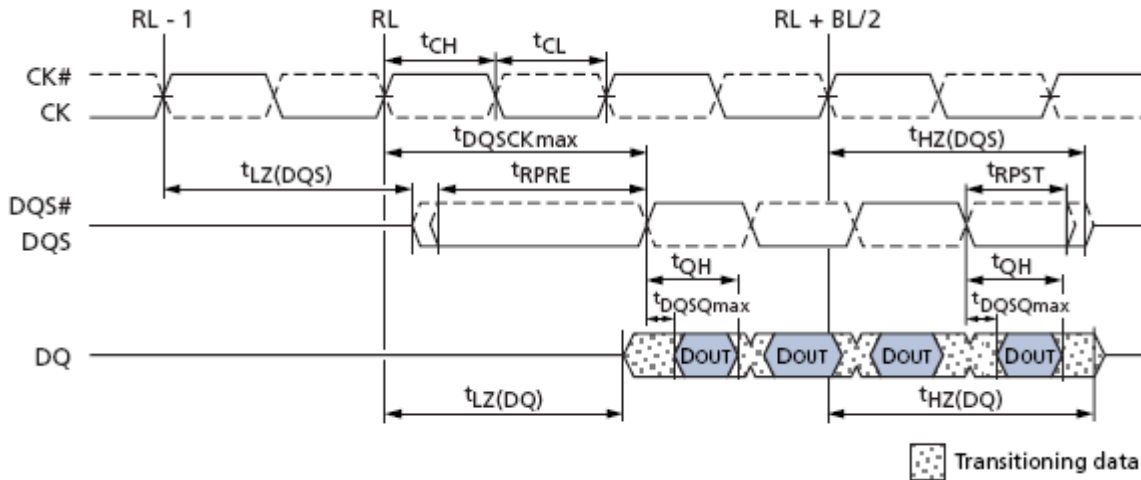 RL - 1 RL RL + BL/2
tCH tCL
CK#
CK
tDQSCKmax tHZ(DQS)
tLZ(DQS) tRPRE tRPST
DQS#
DQS
tQH tQH
tDQSQmax tDQSQmax
DQ DOUT DOUT DOUT DOUT
tLZ(DQ) tHZ(DQ)
Transitioning data